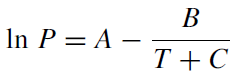 ln P = A − B / (T + C)